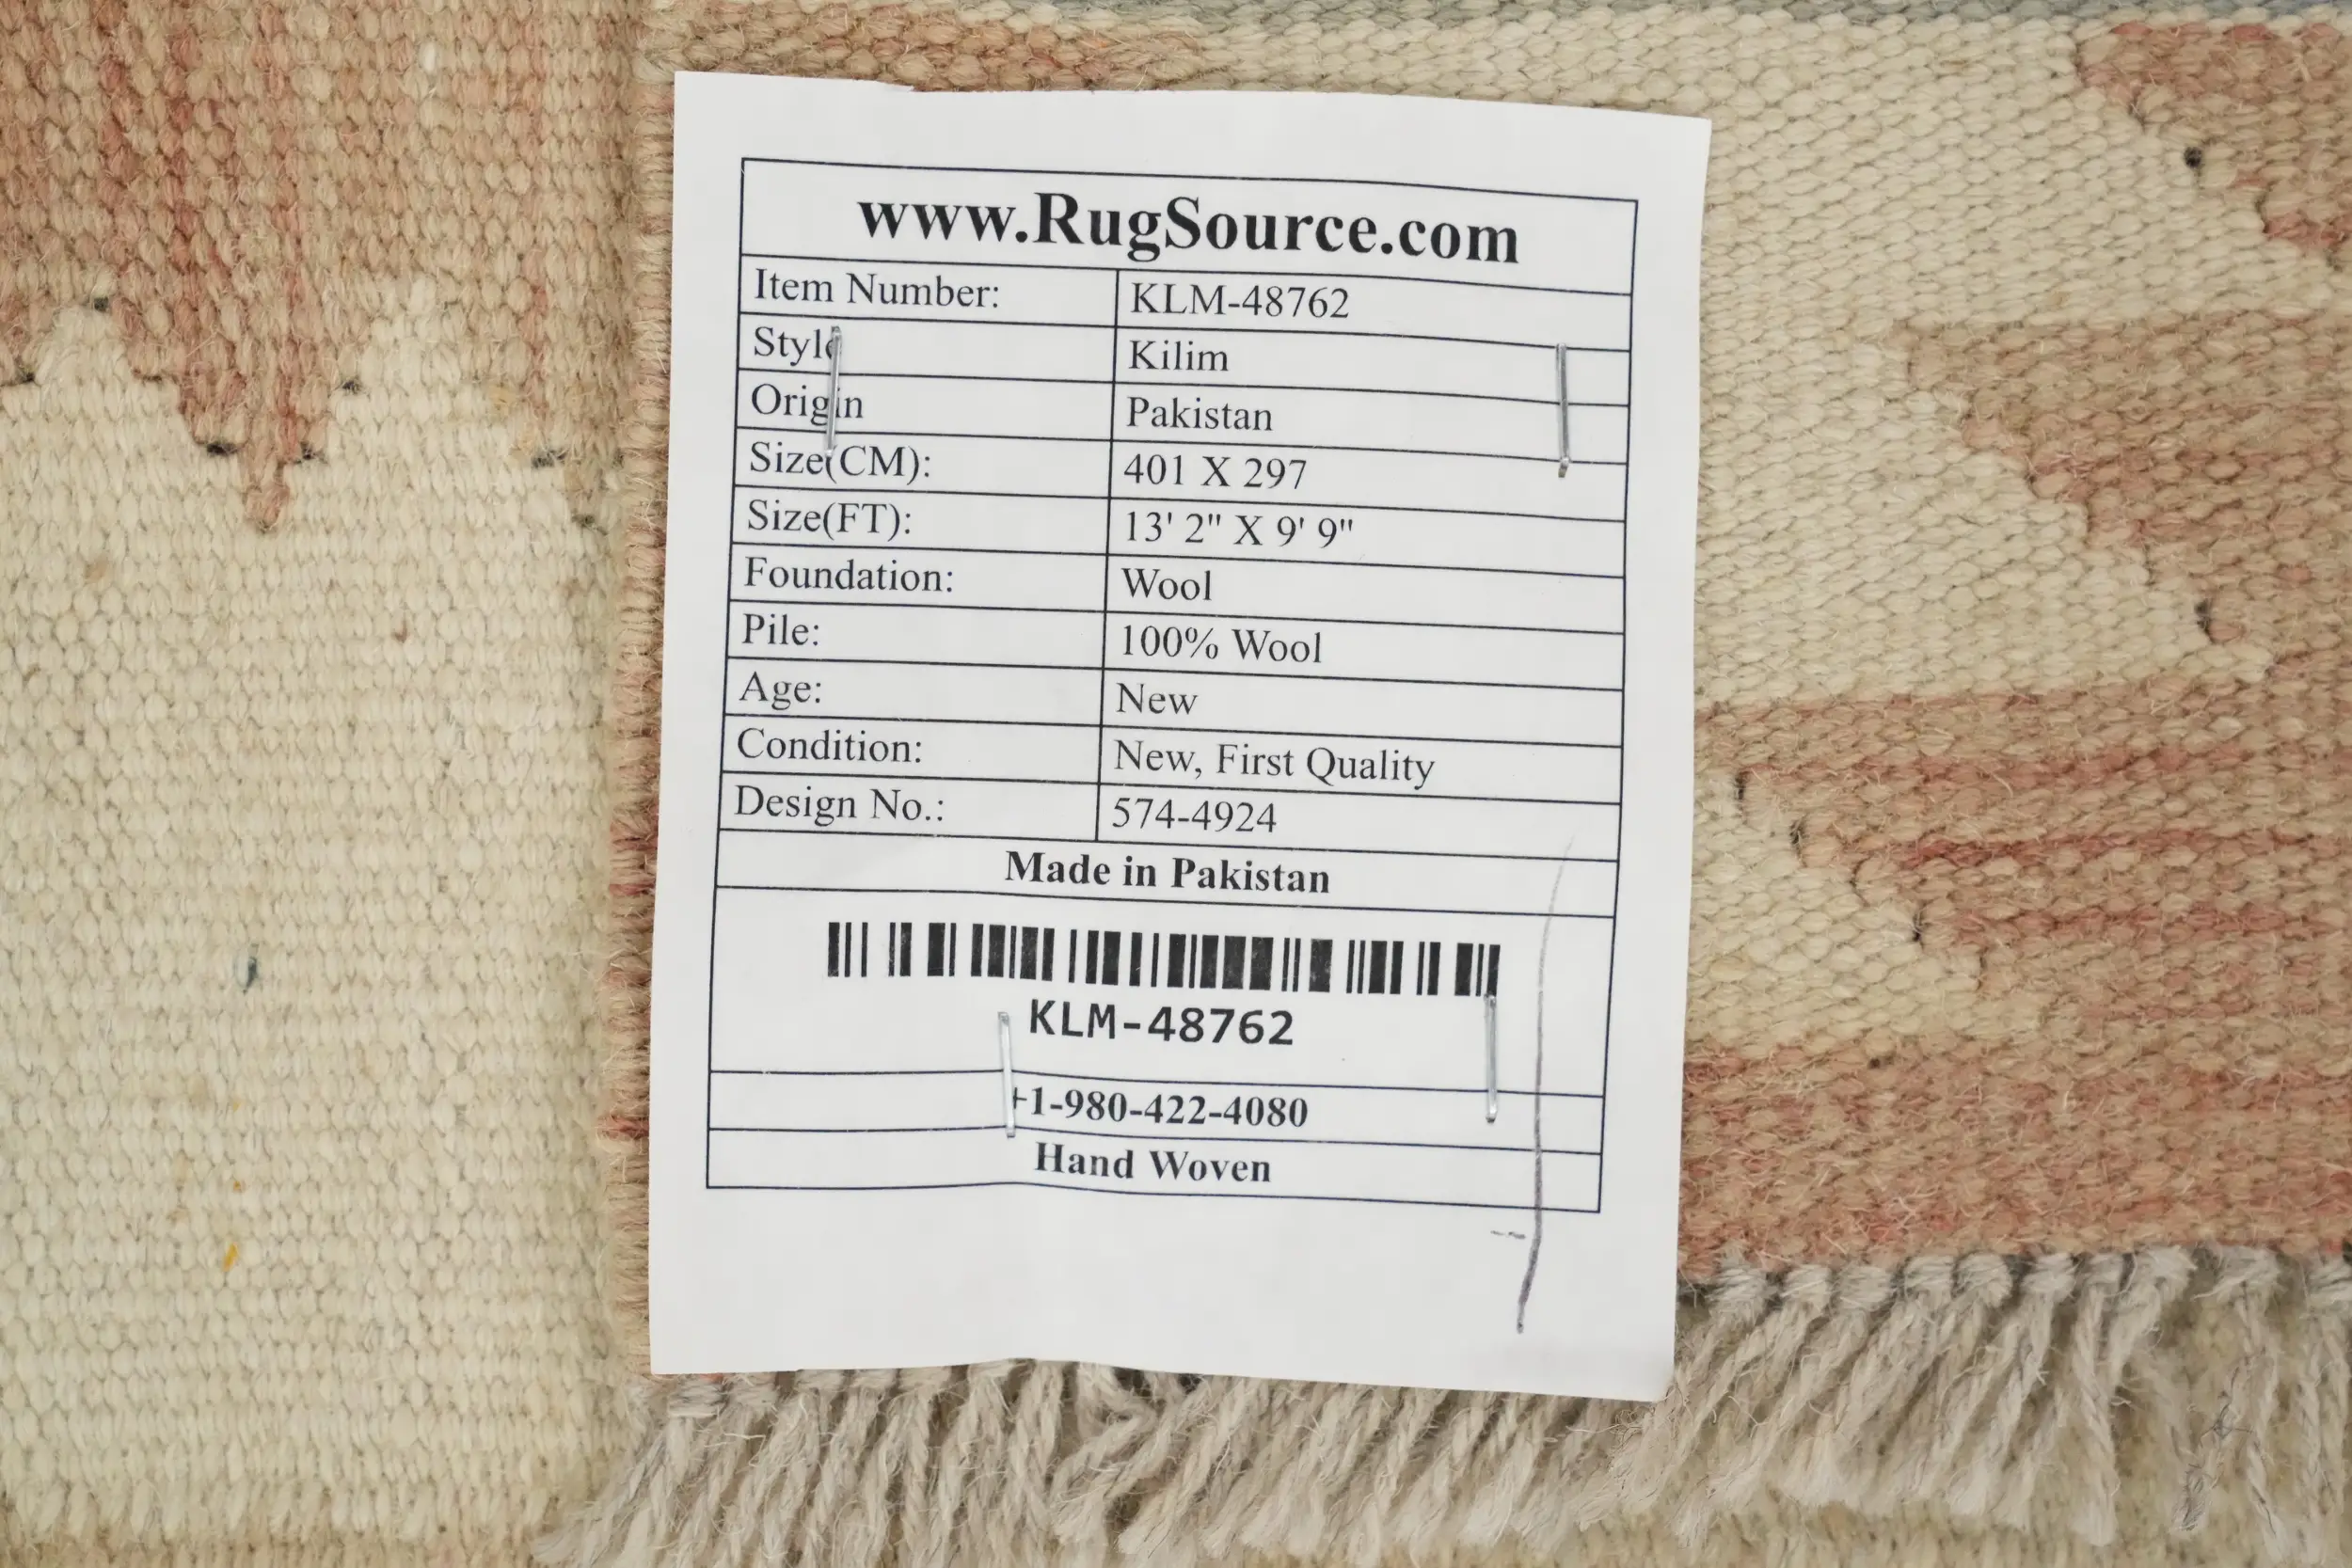 www.RugSource.com
Item Number: KLM-48762
Style Kilim
Origin Pakistan
Size(CM): 401 X 297
Size(FT): 13' 2" X 9' 9"
Foundation: Wool
Pile: 100% Wool
Age: New
Condition: New, First Quality
Design No.: 574-4924
Made in Pakistan
KLM-48762
+1-980-422-4080
Hand Woven